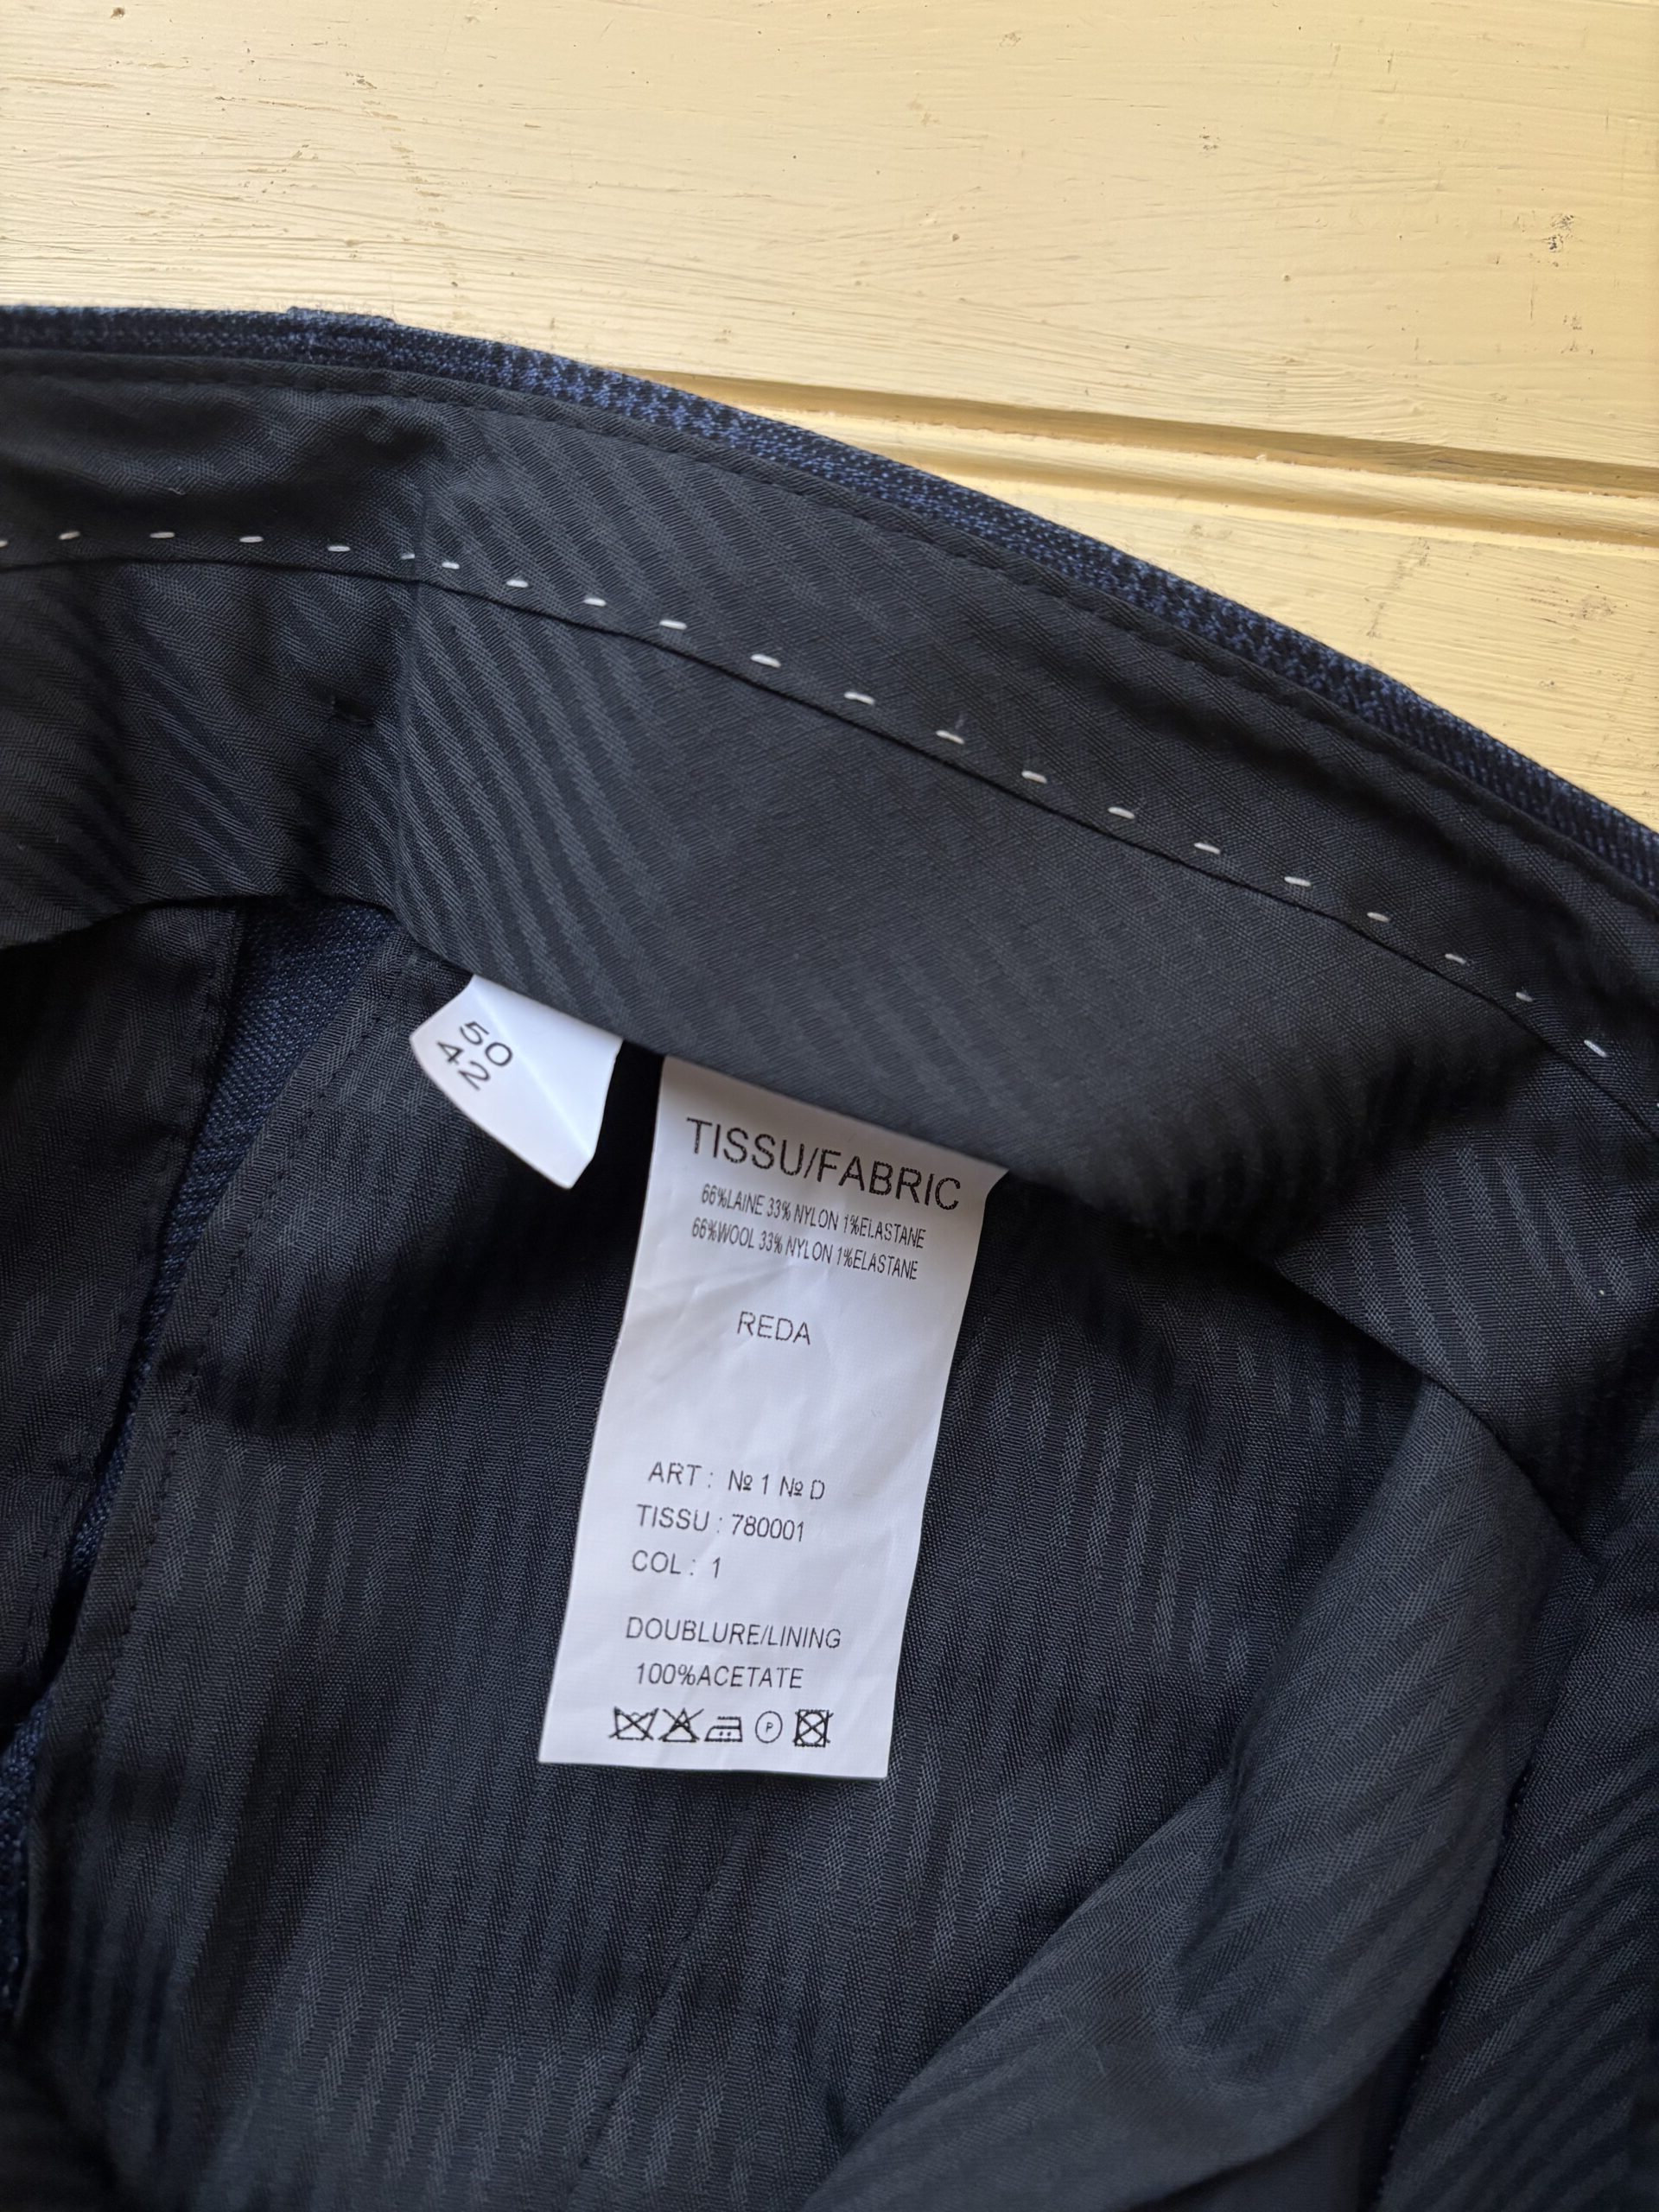 50
42
TISSU/FABRIC
66%LAINE 33% NYLON 1%ELASTANE
66%WOOL 33% NYLON 1%ELASTANE
REDA
ART : № 1 № D
TISSU : 780001
COL : 1
DOUBLURE/LINING
100%ACETATE
P